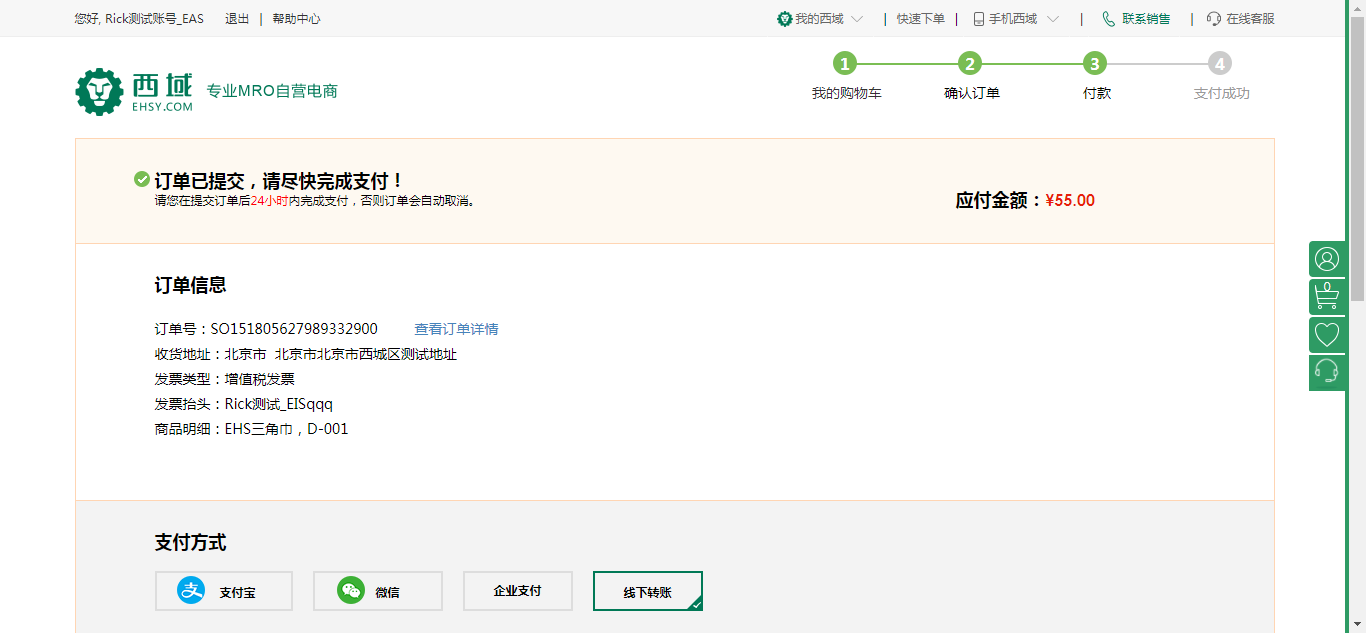 您好, Rick测试账号_EAS 退出 | 帮助中心 我的西域 | 快速下单 | 手机西域 | 联系销售 | 在线客服
1 2 3 4
我的购物车 确认订单 付款 支付成功
西域 EHSY.COM 专业MRO自营电商
订单已提交，请尽快完成支付！
请您在提交订单后24小时内完成支付，否则订单会自动取消。
应付金额：¥55.00
订单信息
订单号：SO151805627989332900 查看订单详情
收货地址：北京市 北京市北京市西城区测试地址
发票类型：增值税发票
发票抬头：Rick测试_EISqqq
商品明细：EHS三角巾，D-001
0
支付方式
支 支付宝 微信 企业支付 线下转账